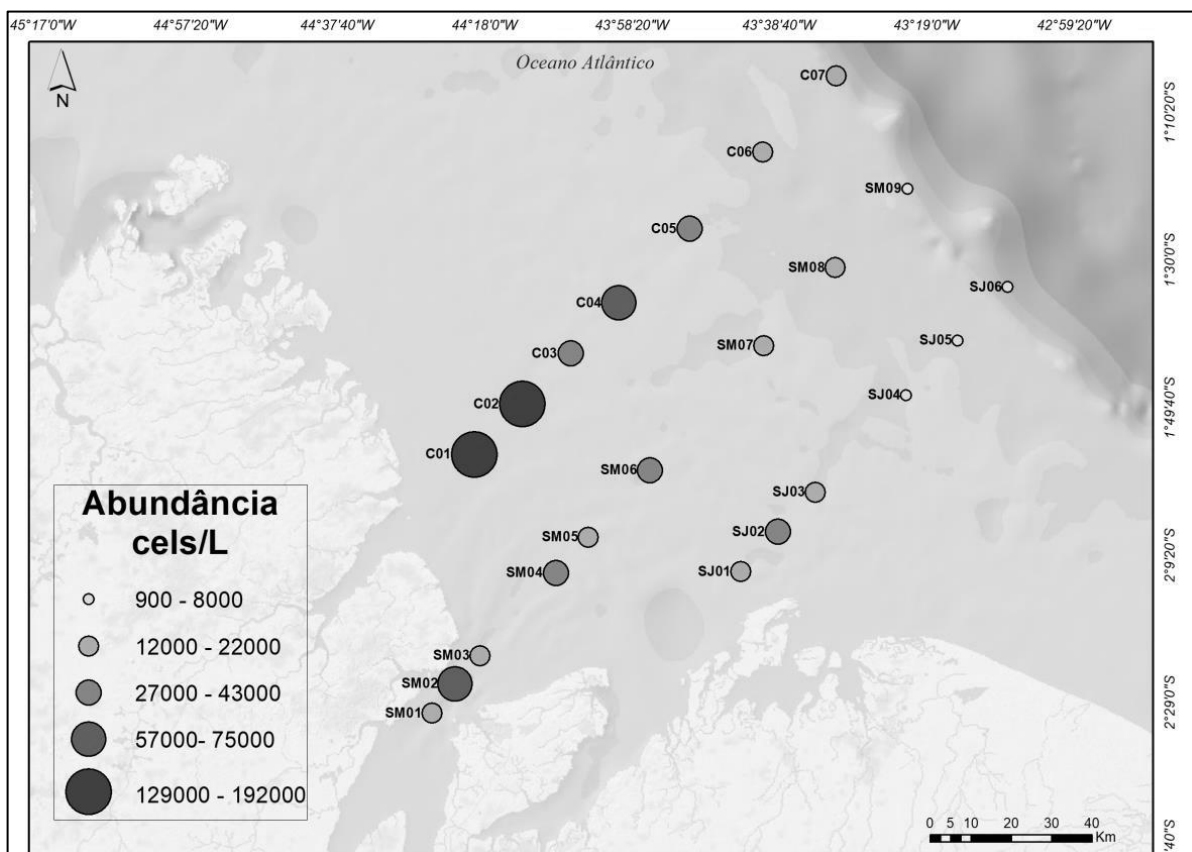 45°17'0"W 44°57'20"W 44°37'40"W 44°18'0"W 43°58'20"W 43°38'40"W 43°19'0"W 42°59'20"W
Oceano Atlântico
N
C07
1°10'20"S
C06
SM09
C05
SM08
1°30'0"S
SJ06
C04
SJ05
SM07
C03
SJ04
C02
1°49'40"S
C01
SM06
SJ03
SJ02
SM05
SJ01
SM04
2°9'20"S
SM03
SM02
SM01
2°29'0"S
Abundância
cels/L
900 - 8000
12000 - 22000
27000 - 43000
57000- 75000
129000 - 192000
0 5 10 20 30 40
Km
'40"S